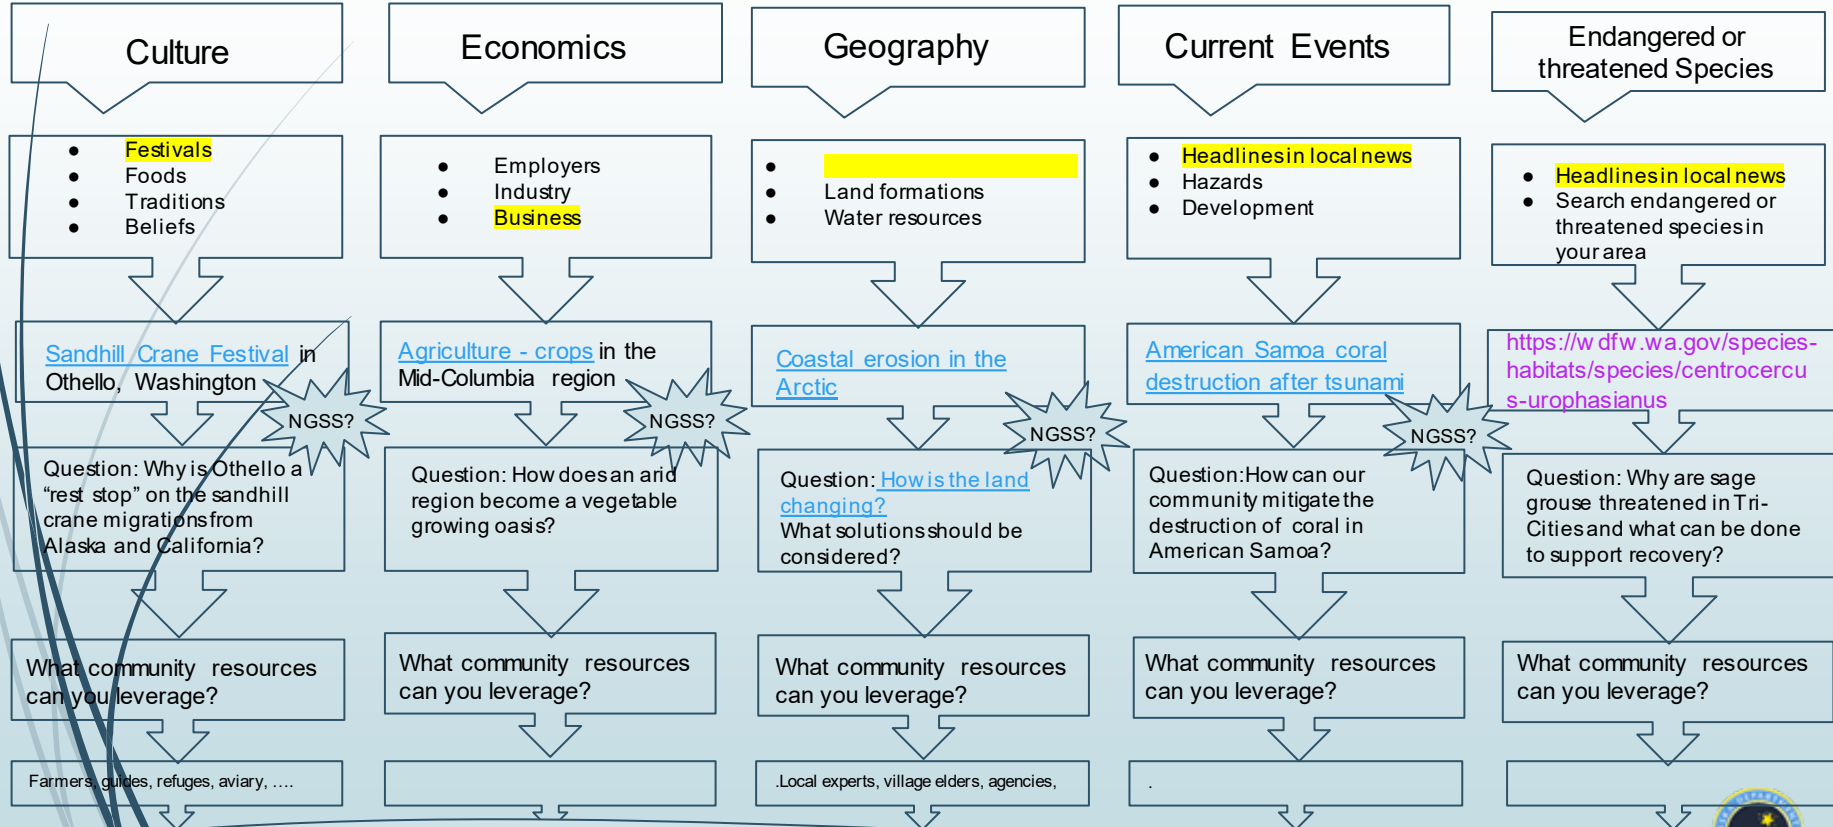 Culture
Festivals
Foods
Traditions
Beliefs
Sandhill Crane Festival in
Othello, Washington
NGSS?
Question: Why is Othello a
“rest stop” on the sandhill
crane migrations from
Alaska and California?
What community resources
can you leverage?
Farmers, guides, refuges, aviary, ….
Economics
Employers
Industry
Business
Agriculture - crops in the
Mid-Columbia region
NGSS?
Question: How does an arid
region become a vegetable
growing oasis?
What community resources
can you leverage?
Geography
Land formations
Water resources
Coastal erosion in the
Arctic
NGSS?
Question: How is the land
changing?
What solutions should be
considered?
What community resources
can you leverage?
.Local experts, village elders, agencies,
Current Events
Headlines in local news
Hazards
Development
American Samoa coral
destruction after tsunami
NGSS?
Question:How can our
community mitigate the
destruction of coral in
American Samoa?
What community resources
can you leverage?
.
Endangered or
threatened Species
Headlines in local news
Search endangered or
threatened species in
your area
https://wdfw.wa.gov/species-
habitats/species/centrocercu
s-urophasianus
Question: Why are sage
grouse threatened in Tri-
Cities and what can be done
to support recovery?
What community resources
can you leverage?